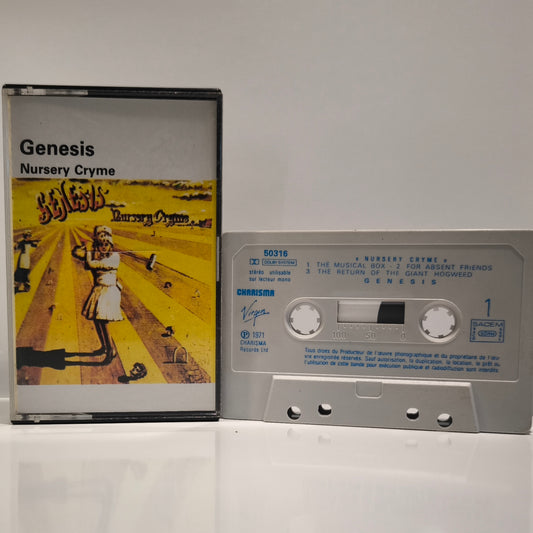 Genesis
Nursery Cryme
GENESIS
Nursery Cryme
50316
DOLBY SYSTEM
stéréo utilisable
sur lecteur mono
« NURSERY CRYME »
1. THE MUSICAL BOX - 2. FOR ABSENT FRIENDS
3. THE RETURN OF THE GIANT HOGWEED
GENESIS
CHARISMA
Virgin
℗ 1971
CHARISMA
Records Ltd
100 50 0
1
SACEM
Tous droits du Producteur de l'œuvre phonographique et du propriétaire de l'œu-
vre enregistrée réservés. Sauf autorisation, la duplication, la location, le prêt ou
l'utilisation de cette bande pour exécution publique et radiodiffusion sont interdits.